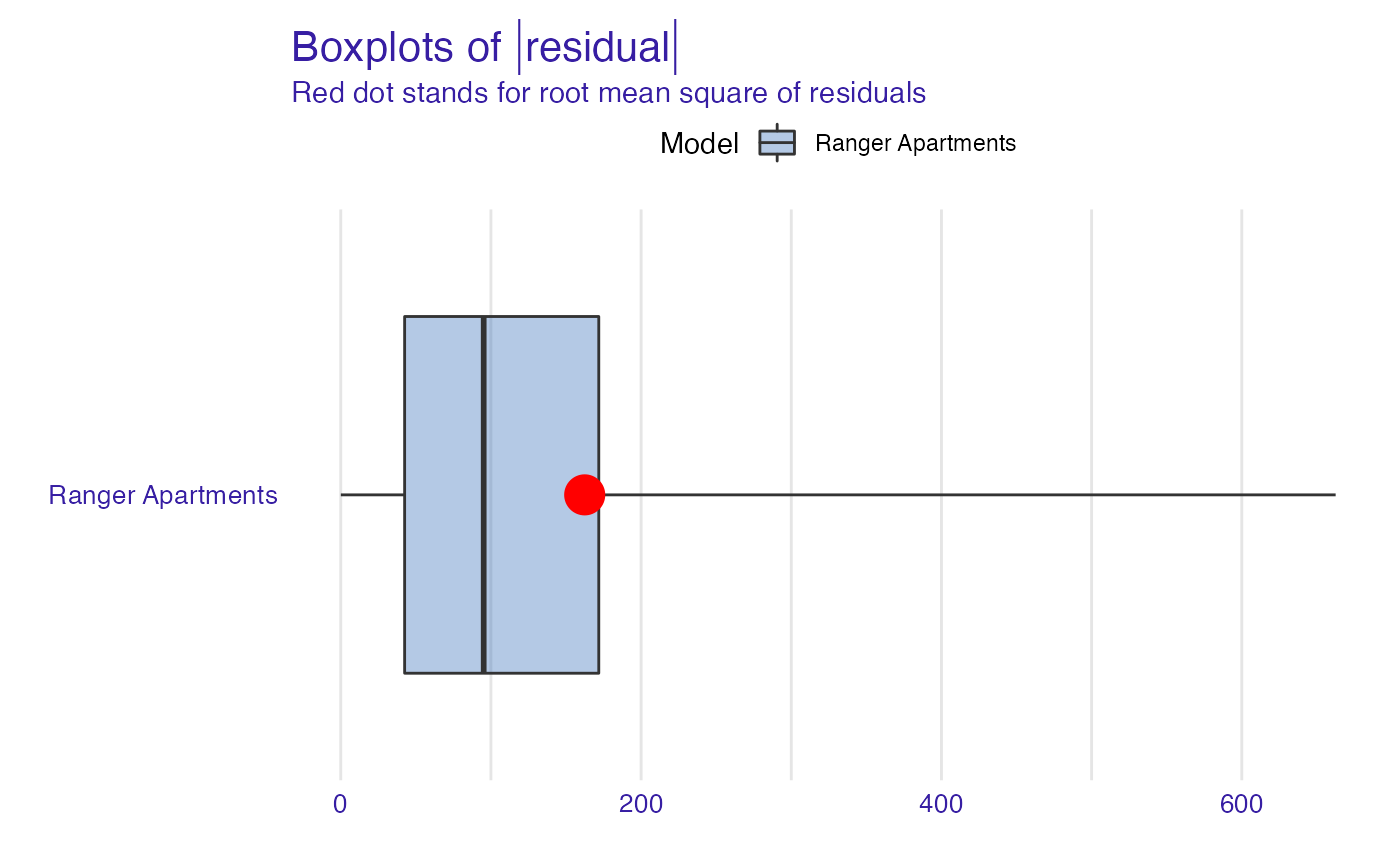 Boxplots of |residual|
Red dot stands for root mean square of residuals
Model Ranger Apartments
Ranger Apartments
0 200 400 600